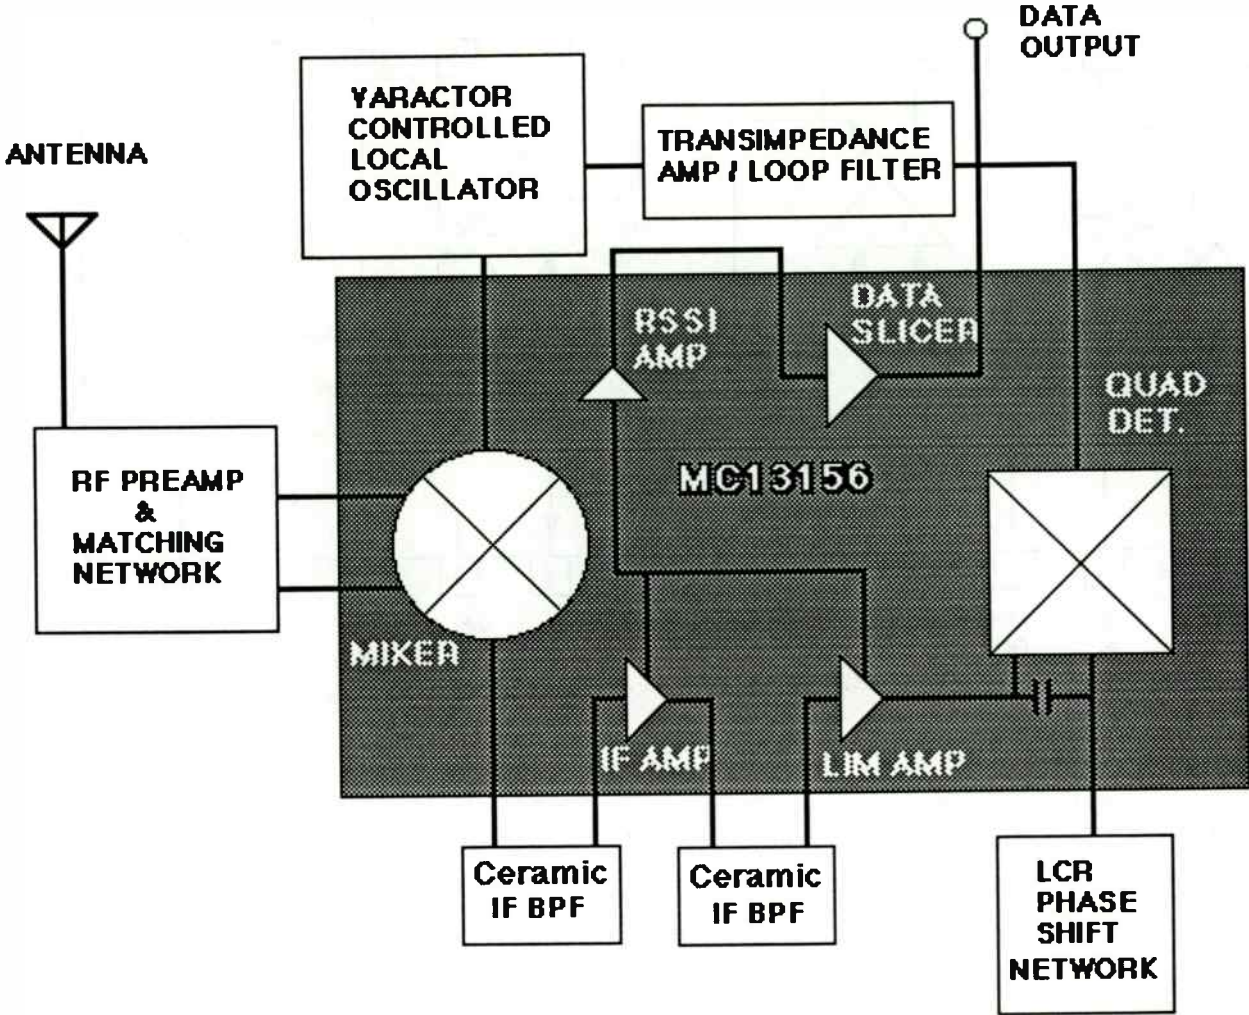 DATA
OUTPUT
VARACTOR
CONTROLLED
LOCAL
OSCILLATOR
TRANSIMPEDANCE
AMP / LOOP FILTER
ANTENNA
RSSI
AMP
DATA
SLICER
QUAD
DET.
MC13156
RF PREAMP
&
MATCHING
NETWORK
MIXER
IF AMP
LIM AMP
Ceramic
IF BPF
Ceramic
IF BPF
LCR
PHASE
SHIFT
NETWORK